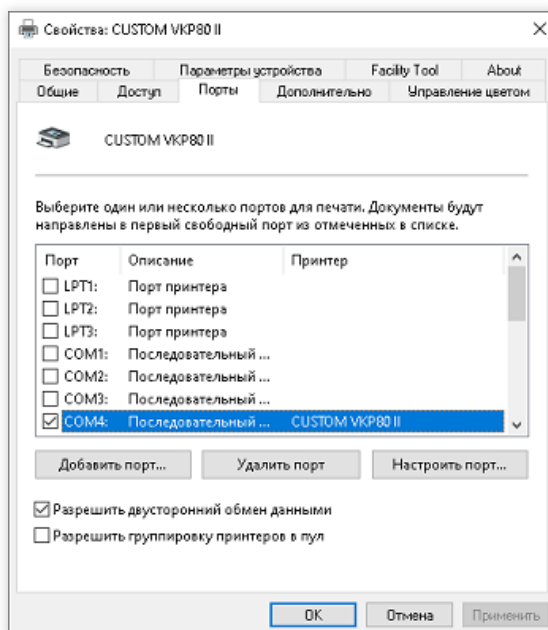 Свойства: CUSTOM VKP80 II
Безопасность Параметры устройства Facility Tool About
Общие Доступ Порты Дополнительно Управление цветом
CUSTOM VKP80 II
Выберите один или несколько портов для печати. Документы будут
направлены в первый свободный порт из отмеченных в списке.
Порт Описание Принтер
LPT1: Порт принтера
LPT2: Порт принтера
LPT3: Порт принтера
COM1: Последовательный ...
COM2: Последовательный ...
COM3: Последовательный ...
COM4: Последовательный ... CUSTOM VKP80 II
Добавить порт... Удалить порт Настроить порт...
Разрешить двусторонний обмен данными
Разрешить группировку принтеров в пул
OK Отмена Применить